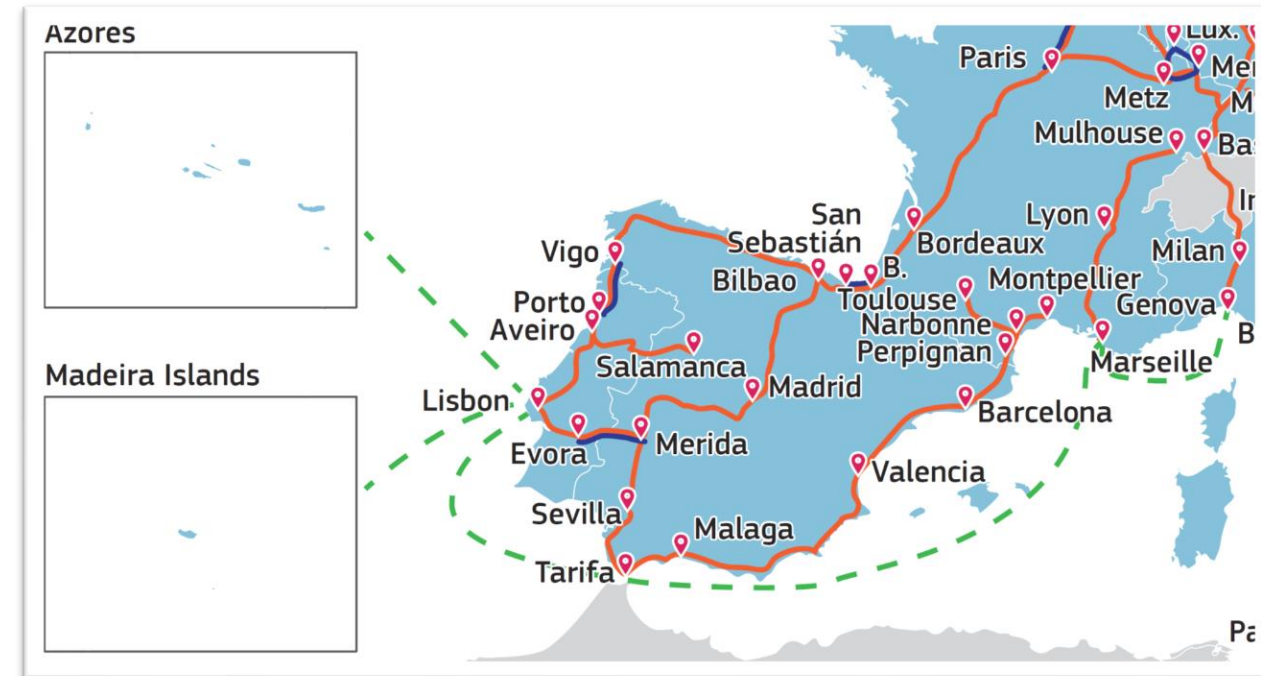 Azores
Madeira Islands
Paris
Lux.
Metz
Mulhouse
Lyon
Milan
Genova
Marseille
San
Sebastián
Bordeaux
B.
Bilbao
Toulouse
Montpellier
Narbonne
Perpignan
Vigo
Porto
Aveiro
Salamanca
Madrid
Barcelona
Lisbon
Evora
Merida
Valencia
Sevilla
Malaga
Tarifa